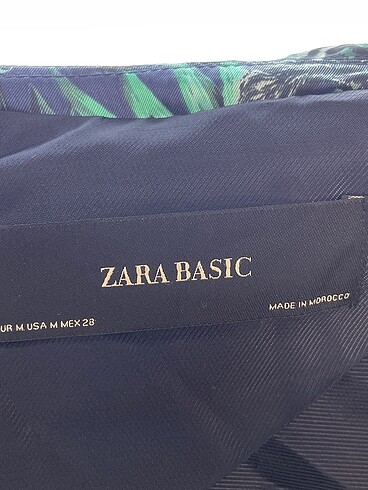 ZARA BASIC
UR M, USA M MEX 28
MADE IN MOROCCO